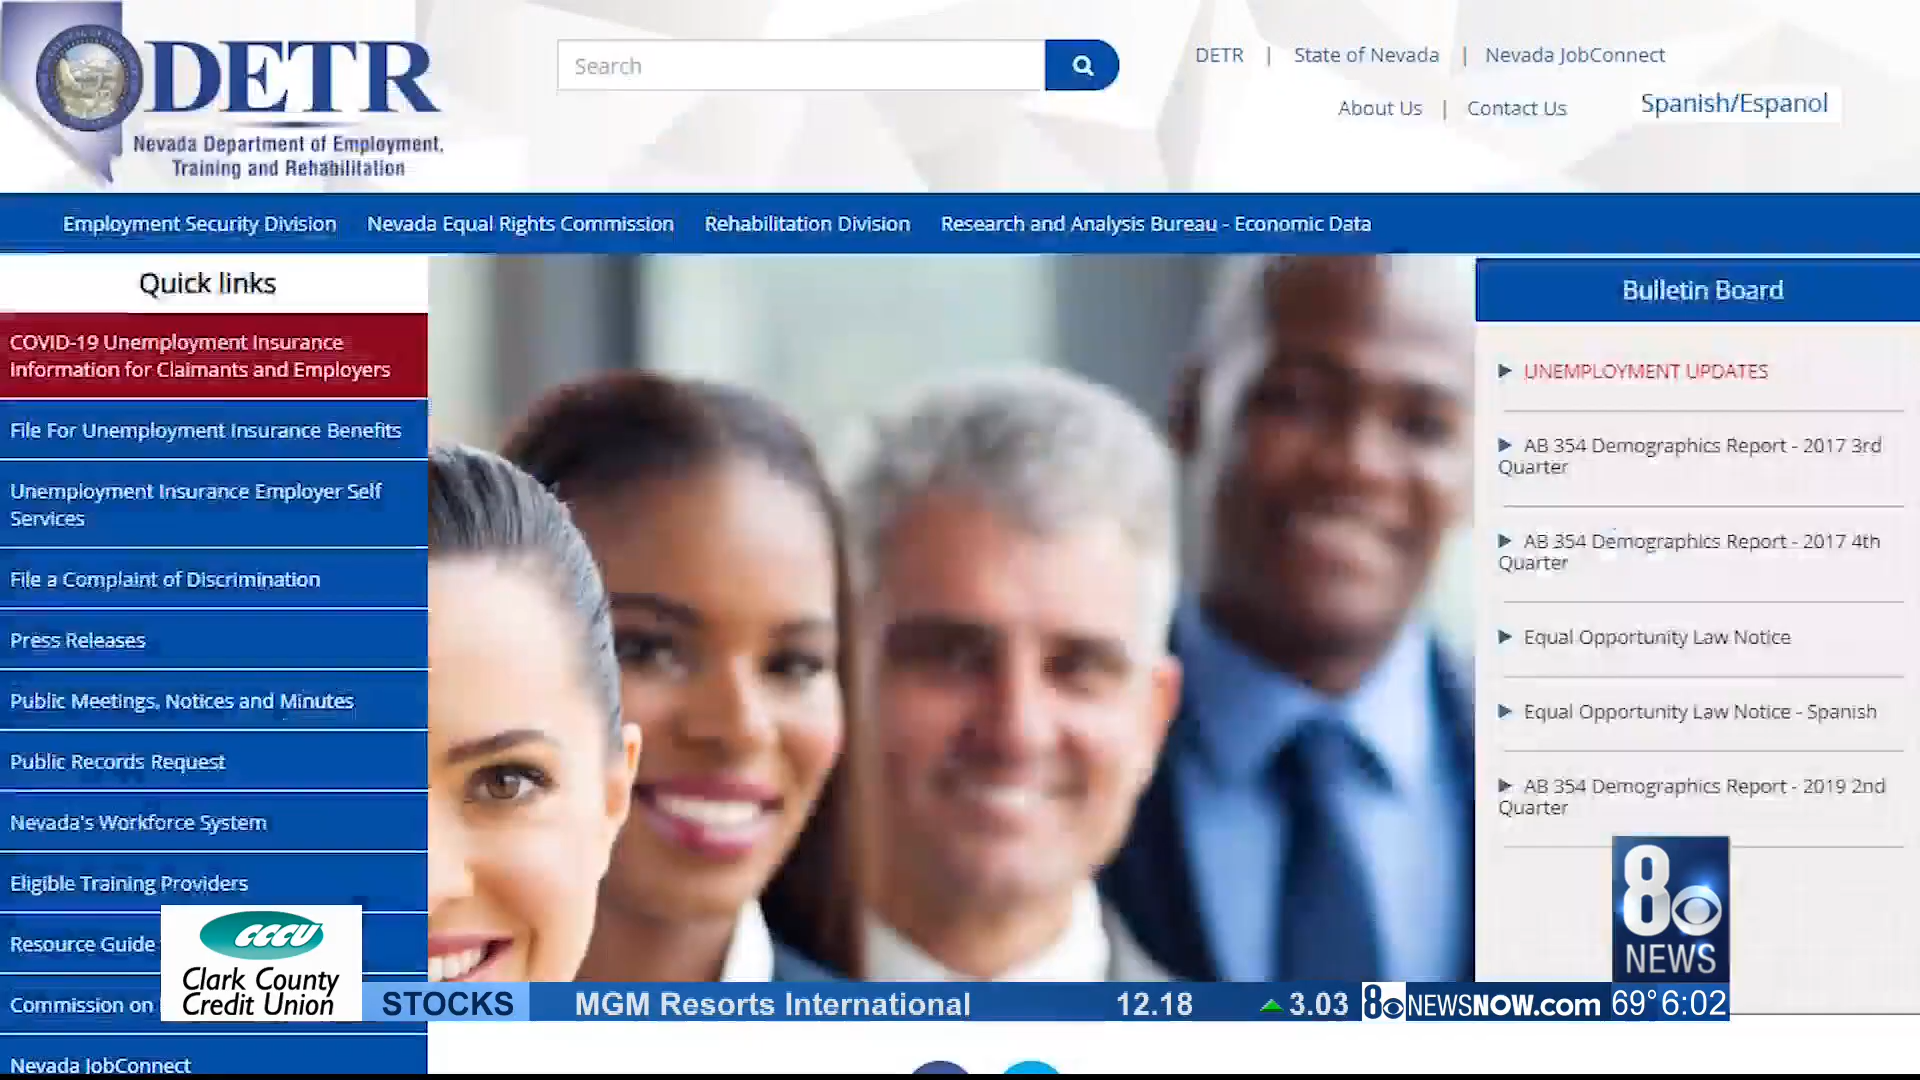 DETR
Nevada Department of Employment,
Training and Rehabilitation
Search
DETR | State of Nevada | Nevada JobConnect
About Us | Contact Us
Spanish/Espanol
Employment Security Division
Nevada Equal Rights Commission
Rehabilitation Division
Research and Analysis Bureau - Economic Data
Quick links
COVID-19 Unemployment Insurance
Information for Claimants and Employers
File For Unemployment Insurance Benefits
Unemployment Insurance Employer Self
Services
File a Complaint of Discrimination
Press Releases
Public Meetings, Notices and Minutes
Public Records Request
Nevada's Workforce System
Eligible Training Providers
Resource Guide
Commission on
Nevada JobConnect
Bulletin Board
UNEMPLOYMENT UPDATES
AB 354 Demographics Report - 2017 3rd
Quarter
AB 354 Demographics Report - 2017 4th
Quarter
Equal Opportunity Law Notice
Equal Opportunity Law Notice - Spanish
AB 354 Demographics Report - 2019 2nd
Quarter
8
NEWS
CCCU
Clark County
Credit Union
STOCKS MGM Resorts International 12.18 3.03 8 NEWSNOW.com 69° 6:02